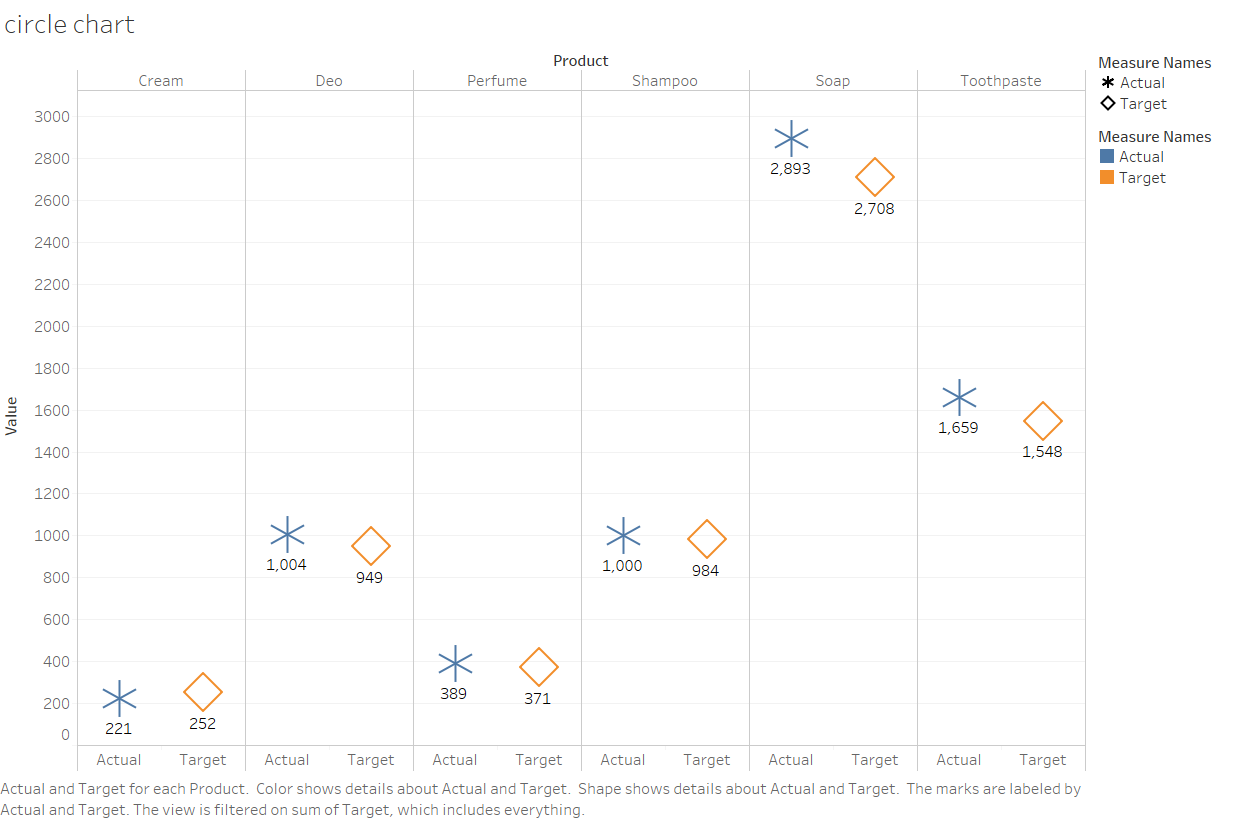 circle chart
Product
Cream Deo Perfume Shampoo Soap Toothpaste
Measure Names
Actual
Target
Measure Names
Actual
Target
Value
3000
2800
2600
2400
2200
2000
1800
1600
1400
1200
1000
800
600
400
200
0
221
252
1,004
949
389
371
1,000
984
2,893
2,708
1,659
1,548
Actual Target Actual Target Actual Target Actual Target Actual Target Actual Target
Actual and Target for each Product.  Color shows details about Actual and Target.  Shape shows details about Actual and Target.  The marks are labeled by
Actual and Target. The view is filtered on sum of Target, which includes everything.